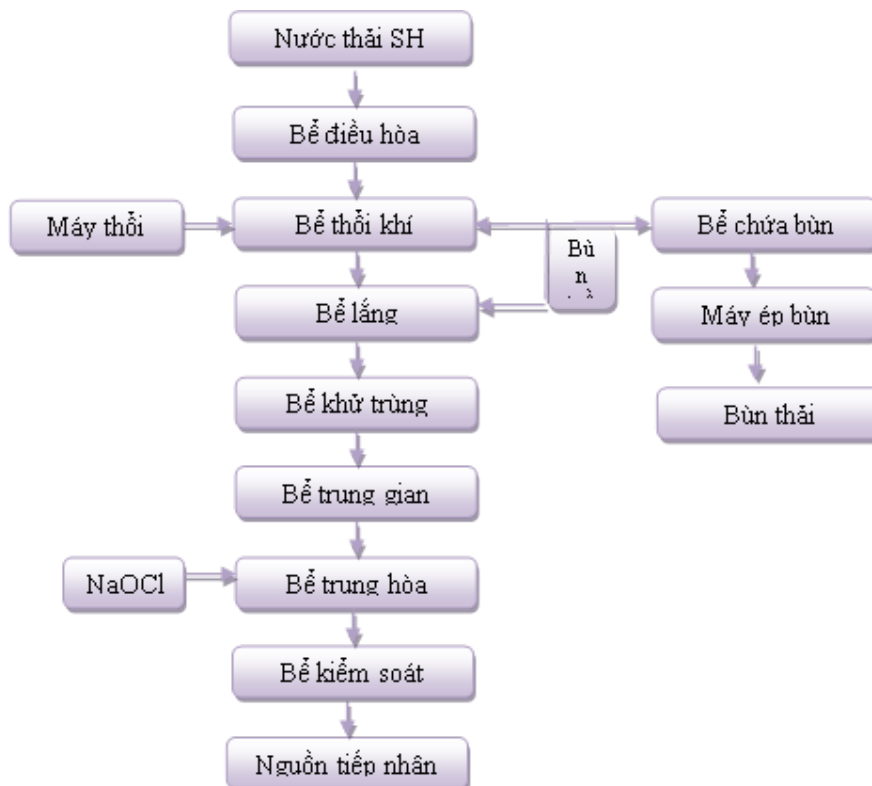 Nước thải SH
Bể điều hòa
Máy thổi
Bể thổi khí
Bể chứa bùn
Bù
n
Bể lắng
Máy ép bùn
Bể khử trùng
Bùn thải
Bể trung gian
NaOCl
Bể trung hòa
Bể kiểm soát
Nguồn tiếp nhận